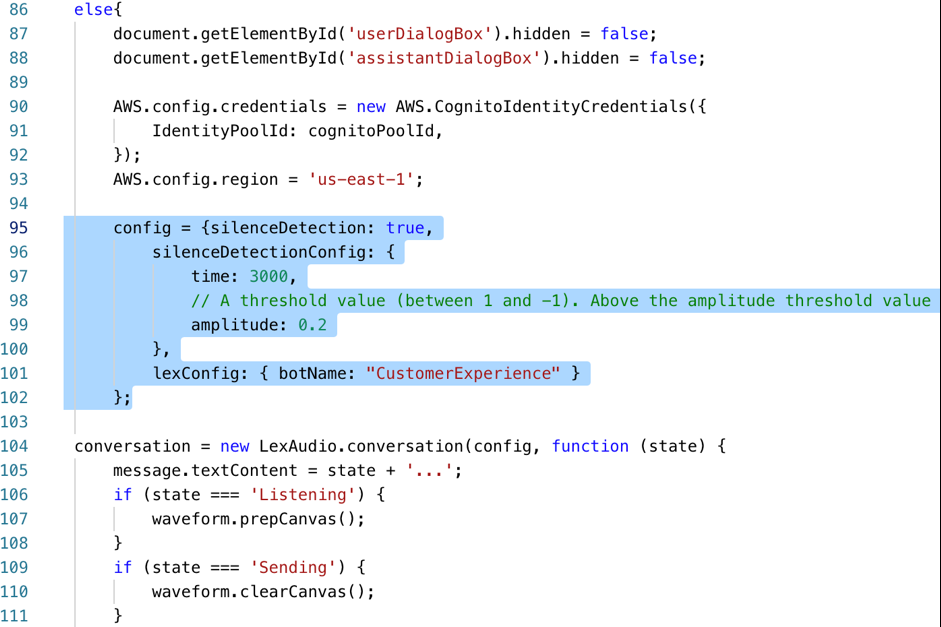 86 else{
87 document.getElementById('userDialogBox').hidden = false;
88 document.getElementById('assistantDialogBox').hidden = false;
89
90 AWS.config.credentials = new AWS.CognitoIdentityCredentials({
91 IdentityPoolId: cognitoPoolId,
92 });
93 AWS.config.region = 'us-east-1';
94
95 config = {silenceDetection: true,
96 silenceDetectionConfig: {
97 time: 3000,
98 // A threshold value (between 1 and -1). Above the amplitude threshold value
99 amplitude: 0.2
100 },
101 lexConfig: { botName: "CustomerExperience" }
102 };
103
104 conversation = new LexAudio.conversation(config, function (state) {
105 message.textContent = state + '...';
106 if (state === 'Listening') {
107 waveform.prepCanvas();
108 }
109 if (state === 'Sending') {
110 waveform.clearCanvas();
111 }